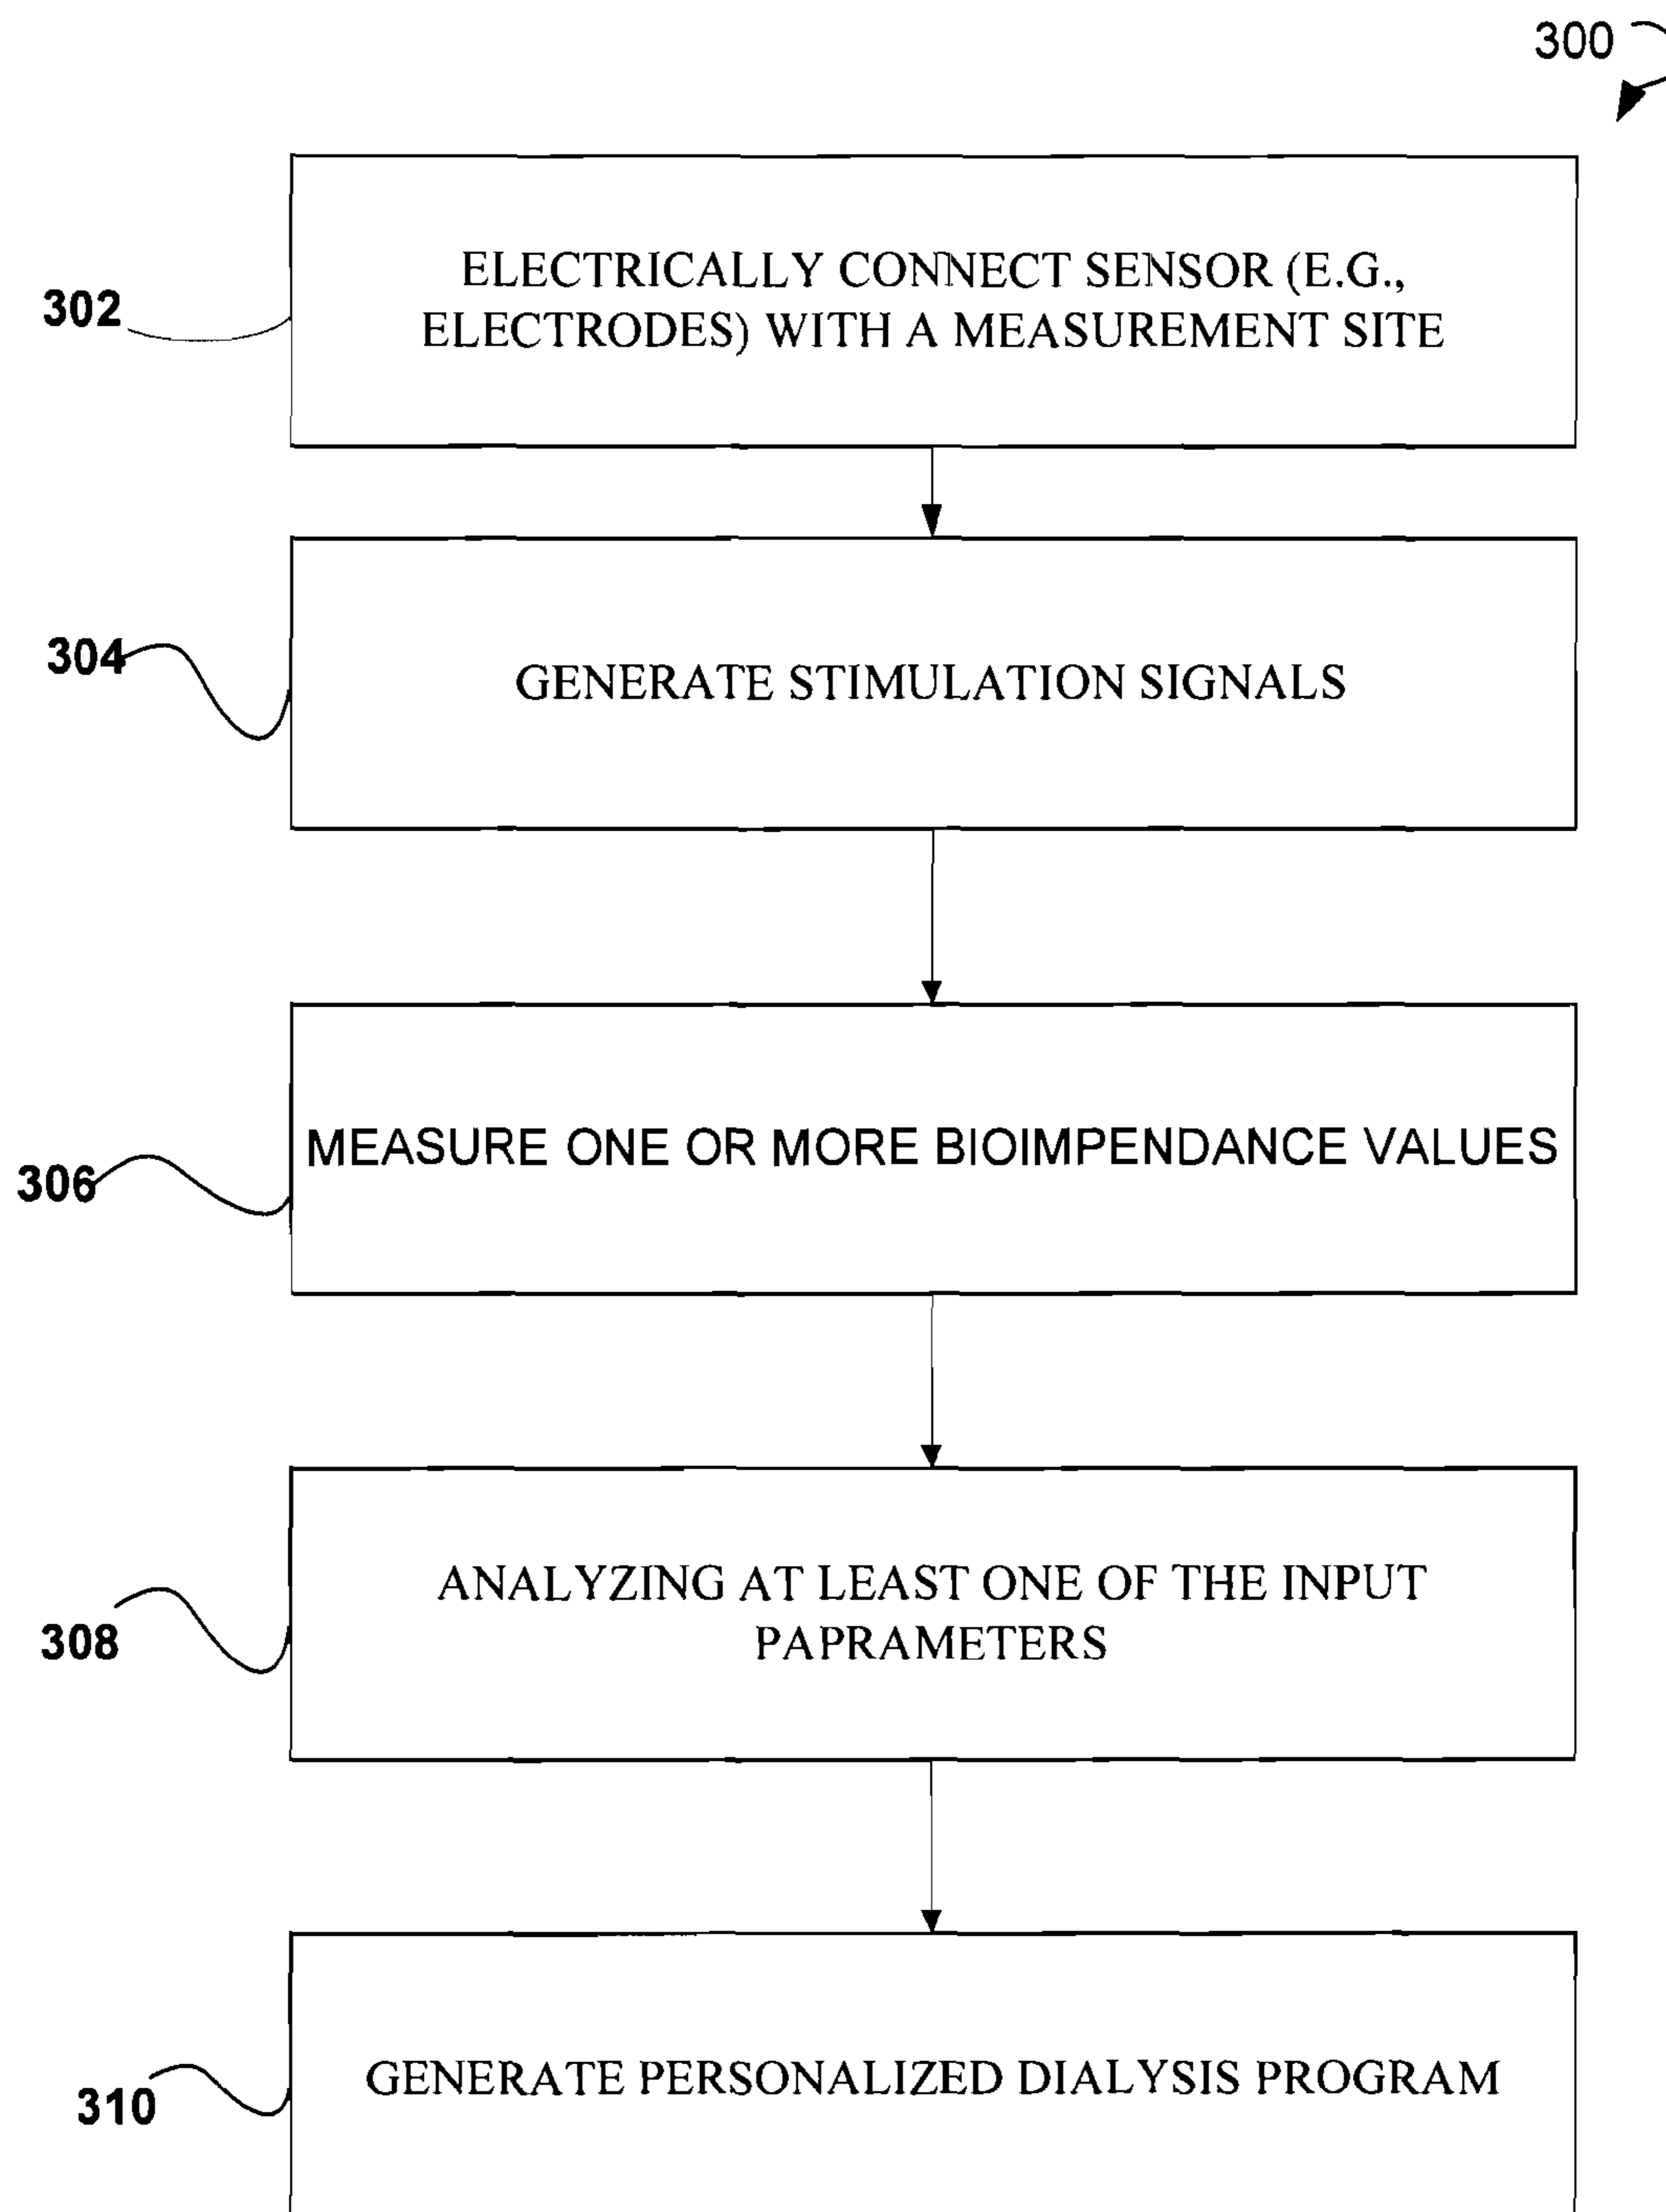 300
302
ELECTRICALLY CONNECT SENSOR (E.G.,
ELECTRODES) WITH A MEASUREMENT SITE
304
GENERATE STIMULATION SIGNALS
306
MEASURE ONE OR MORE BIOIMPENDANCE VALUES
308
ANALYZING AT LEAST ONE OF THE INPUT
PAPRAMETERS
310
GENERATE PERSONALIZED DIALYSIS PROGRAM